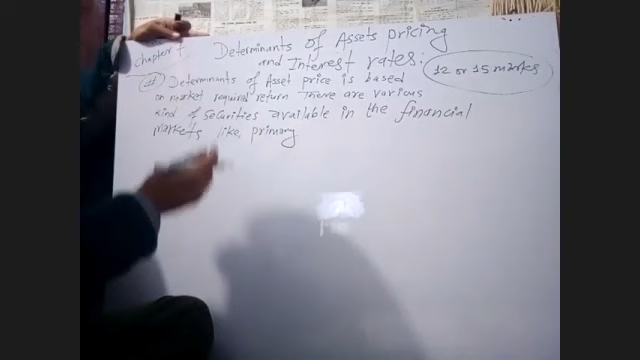 chapter
Determinants of Assets pricing
and Interest rates.
12 or 15 marks
# Determinants of Asset price is based
on market required return There are various
kind of securities available in the financial
markets like, primary